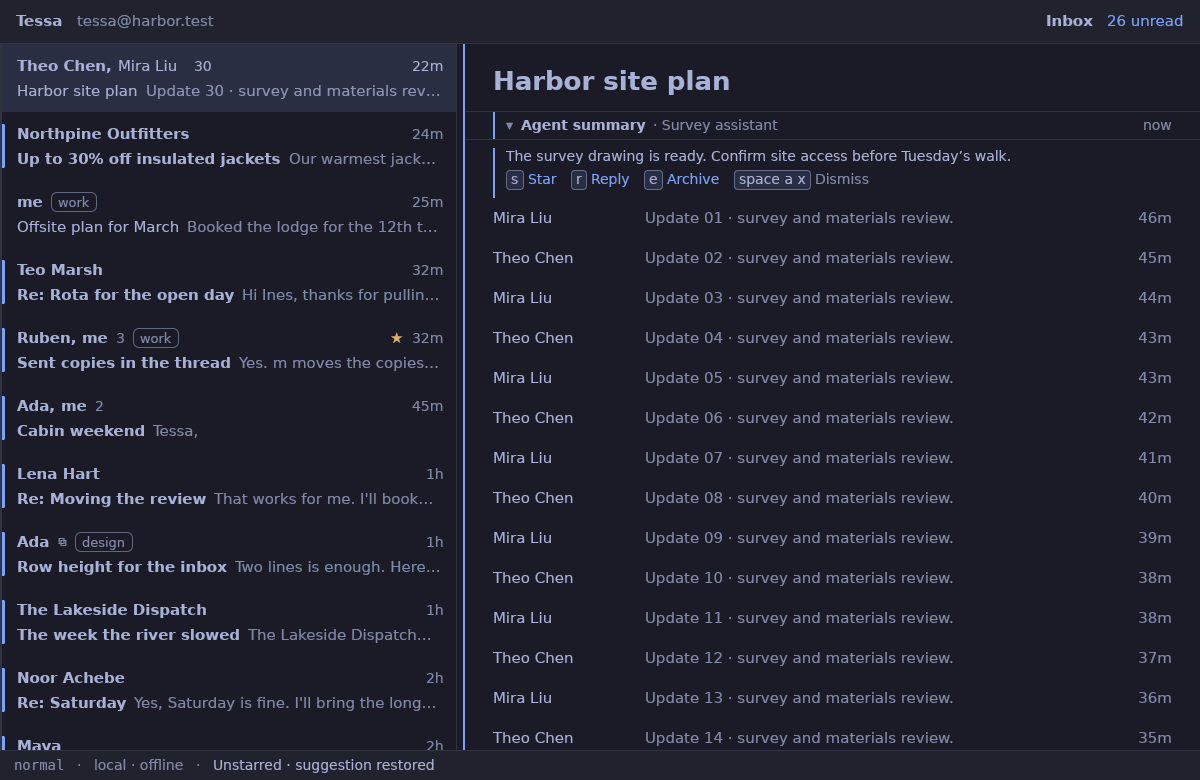 Tessa tessa@harbor.test Inbox 26 unread
Theo Chen, Mira Liu 30 22m
Harbor site plan Update 30 · survey and materials rev…
Northpine Outfitters 24m
Up to 30% off insulated jackets Our warmest jack…
me work 25m
Offsite plan for March Booked the lodge for the 12th t…
Teo Marsh 32m
Re: Rota for the open day Hi Ines, thanks for pullin…
Ruben, me 3 work ★ 32m
Sent copies in the thread Yes. m moves the copies…
Ada, me 2 45m
Cabin weekend Tessa,
Lena Hart 1h
Re: Moving the review That works for me. I'll book…
Ada design 1h
Row height for the inbox Two lines is enough. Here…
The Lakeside Dispatch 1h
The week the river slowed The Lakeside Dispatch…
Noor Achebe 2h
Re: Saturday Yes, Saturday is fine. I'll bring the long…
Maya 2h
Harbor site plan
▾ Agent summary · Survey assistant now
The survey drawing is ready. Confirm site access before Tuesday’s walk.
s Star r Reply e Archive space a x Dismiss
Mira Liu Update 01 · survey and materials review. 46m
Theo Chen Update 02 · survey and materials review. 45m
Mira Liu Update 03 · survey and materials review. 44m
Theo Chen Update 04 · survey and materials review. 43m
Mira Liu Update 05 · survey and materials review. 43m
Theo Chen Update 06 · survey and materials review. 42m
Mira Liu Update 07 · survey and materials review. 41m
Theo Chen Update 08 · survey and materials review. 40m
Mira Liu Update 09 · survey and materials review. 39m
Theo Chen Update 10 · survey and materials review. 38m
Mira Liu Update 11 · survey and materials review. 38m
Theo Chen Update 12 · survey and materials review. 37m
Mira Liu Update 13 · survey and materials review. 36m
Theo Chen Update 14 · survey and materials review. 35m
normal · local · offline · Unstarred · suggestion restored